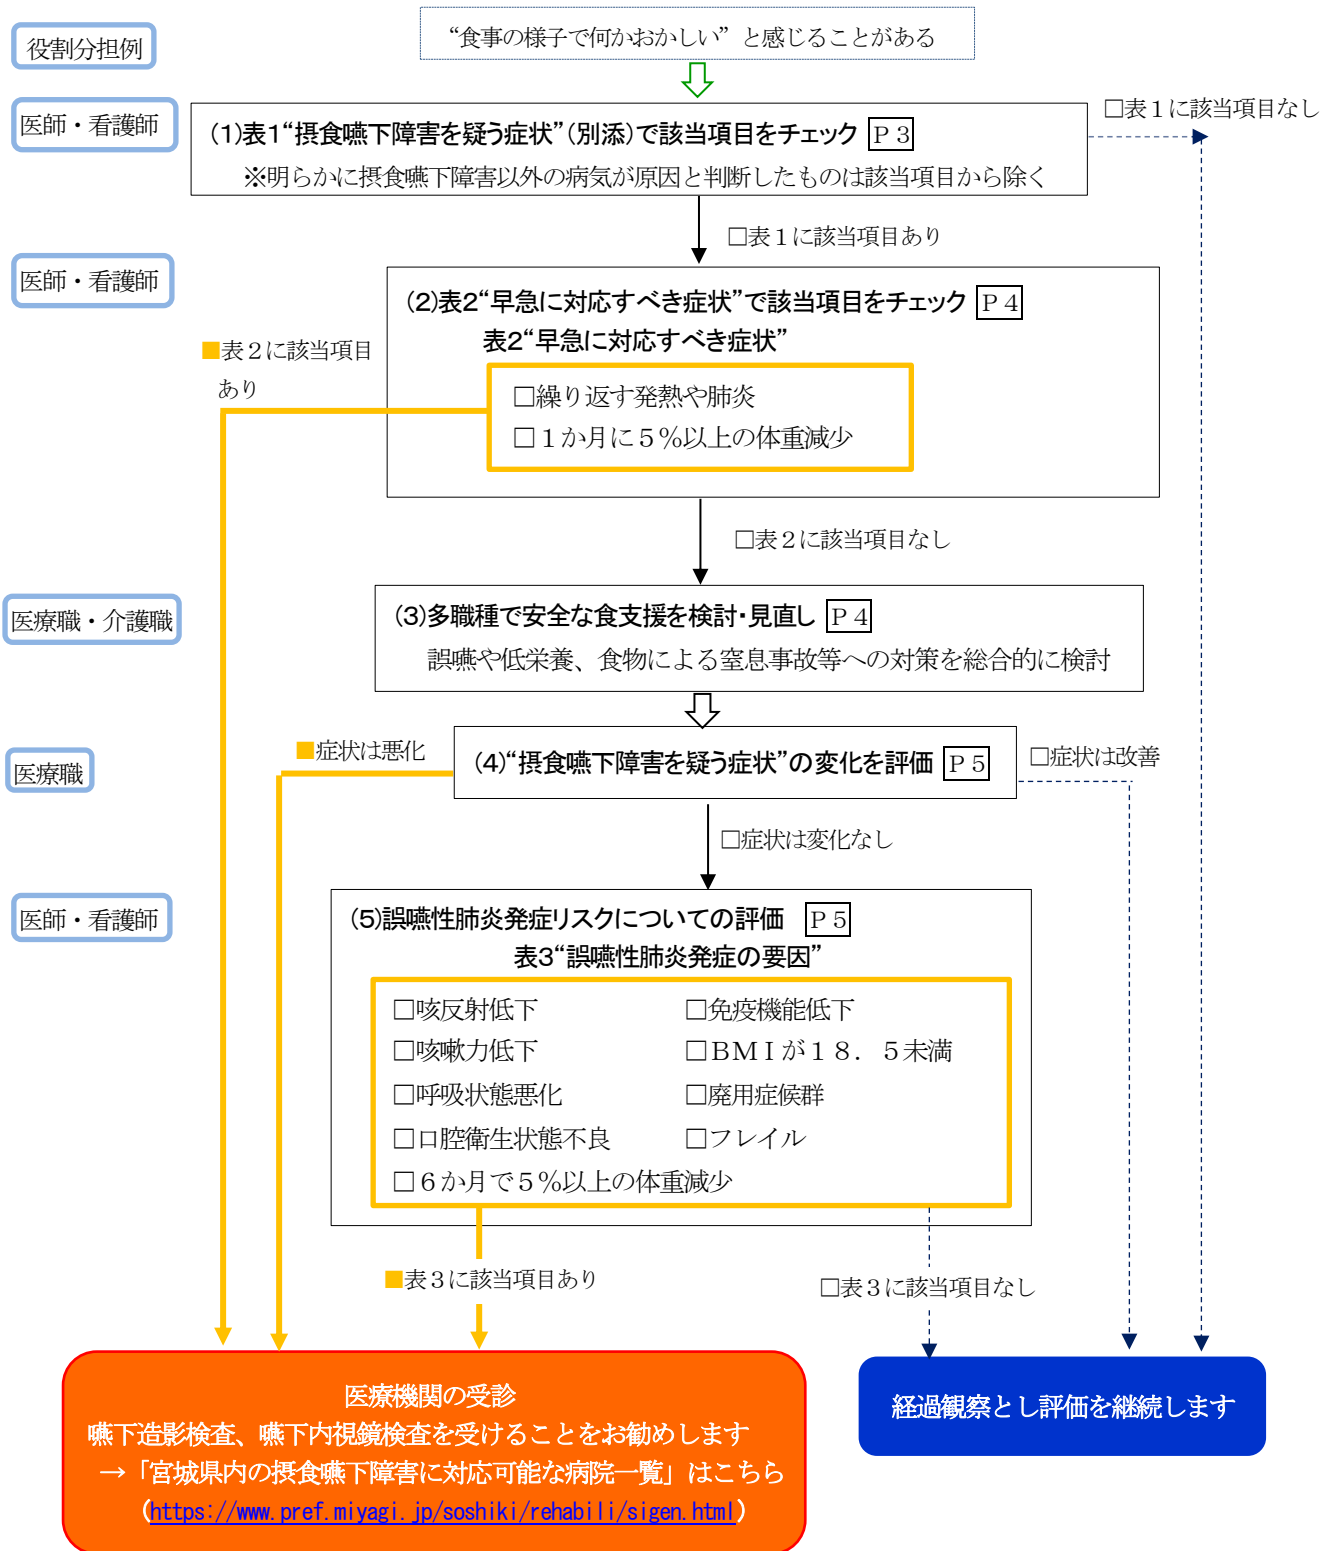 役割分担例
“食事の様子で何かおかしい”と感じることがある
医師・看護師
□表１に該当項目なし
(1)表1“摂食嚥下障害を疑う症状”(別添)で該当項目をチェック Ｐ３
※明らかに摂食嚥下障害以外の病気が原因と判断したものは該当項目から除く
□表１に該当項目あり
医師・看護師
(2)表2“早急に対応すべき症状”で該当項目をチェック Ｐ４
表2“早急に対応すべき症状”
■表２に該当項目
あり
□繰り返す発熱や肺炎
□１か月に５％以上の体重減少
□表２に該当項目なし
医療職・介護職
(3)多職種で安全な食支援を検討・見直し Ｐ４
誤嚥や低栄養、食物による窒息事故等への対策を総合的に検討
■症状は悪化
医療職
(4)“摂食嚥下障害を疑う症状”の変化を評価 Ｐ５
□症状は改善
□症状は変化なし
医師・看護師
(5)誤嚥性肺炎発症リスクについての評価 Ｐ５
表3“誤嚥性肺炎発症の要因”
□咳反射低下 □免疫機能低下
□咳嗽力低下 □ＢＭＩが１８．５未満
□呼吸状態悪化 □廃用症候群
□口腔衛生状態不良 □フレイル
□６か月で５％以上の体重減少
■表３に該当項目あり
□表３に該当項目なし
医療機関の受診
嚥下造影検査、嚥下内視鏡検査を受けることをお勧めします
→「宮城県内の摂食嚥下障害に対応可能な病院一覧」はこちら
(https://www.pref.miyagi.jp/soshiki/rehabili/sigen.html)
経過観察とし評価を継続します